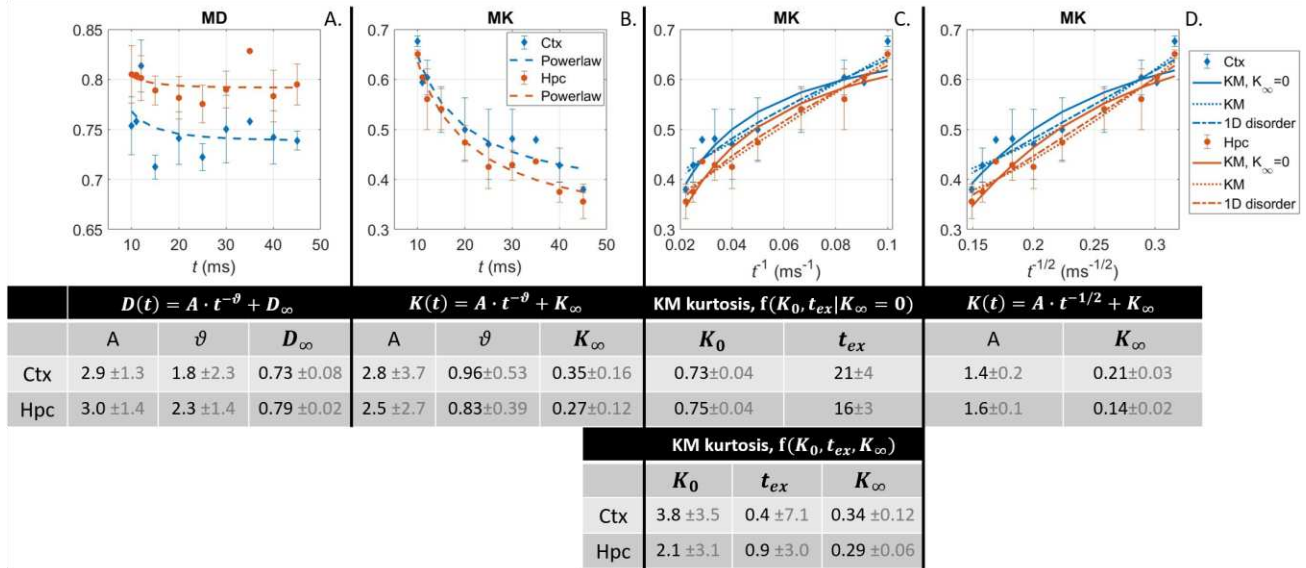 MD
A.
0.85
0.8
0.75
0.7
0.65
10 20 30 40 50
t (ms)
MK
B.
0.7
0.6
0.5
0.4
0.3
Ctx
Powerlaw
Hpc
Powerlaw
0 10 20 30 40 50
t (ms)
MK
C.
0.7
0.6
0.5
0.4
0.3
0.02 0.04 0.06 0.08 0.1
t⁻¹ (ms⁻¹)
MK
D.
0.7
0.6
0.5
0.4
0.3
0.15 0.2 0.25 0.3
t⁻¹/² (ms⁻¹/²)
Ctx
KM, K∞=0
KM
1D disorder
Hpc
KM, K∞=0
KM
1D disorder
D(t) = A · t⁻ᶿ + D∞ K(t) = A · t⁻ᶿ + K∞ KM kurtosis, f(K₀, tₑₓ|K∞ = 0) K(t) = A · t⁻¹/² + K∞
A ϑ D∞ A ϑ K∞ K₀ tₑₓ A K∞
Ctx 2.9 ±1.3 1.8 ±2.3 0.73 ±0.08 2.8 ±3.7 0.96±0.53 0.35±0.16 0.73±0.04 21±4 1.4±0.2 0.21±0.03
Hpc 3.0 ±1.4 2.3 ±1.4 0.79 ±0.02 2.5 ±2.7 0.83±0.39 0.27±0.12 0.75±0.04 16±3 1.6±0.1 0.14±0.02
KM kurtosis, f(K₀, tₑₓ, K∞)
K₀ tₑₓ K∞
Ctx 3.8 ±3.5 0.4 ±7.1 0.34 ±0.12
Hpc 2.1 ±3.1 0.9 ±3.0 0.29 ±0.06